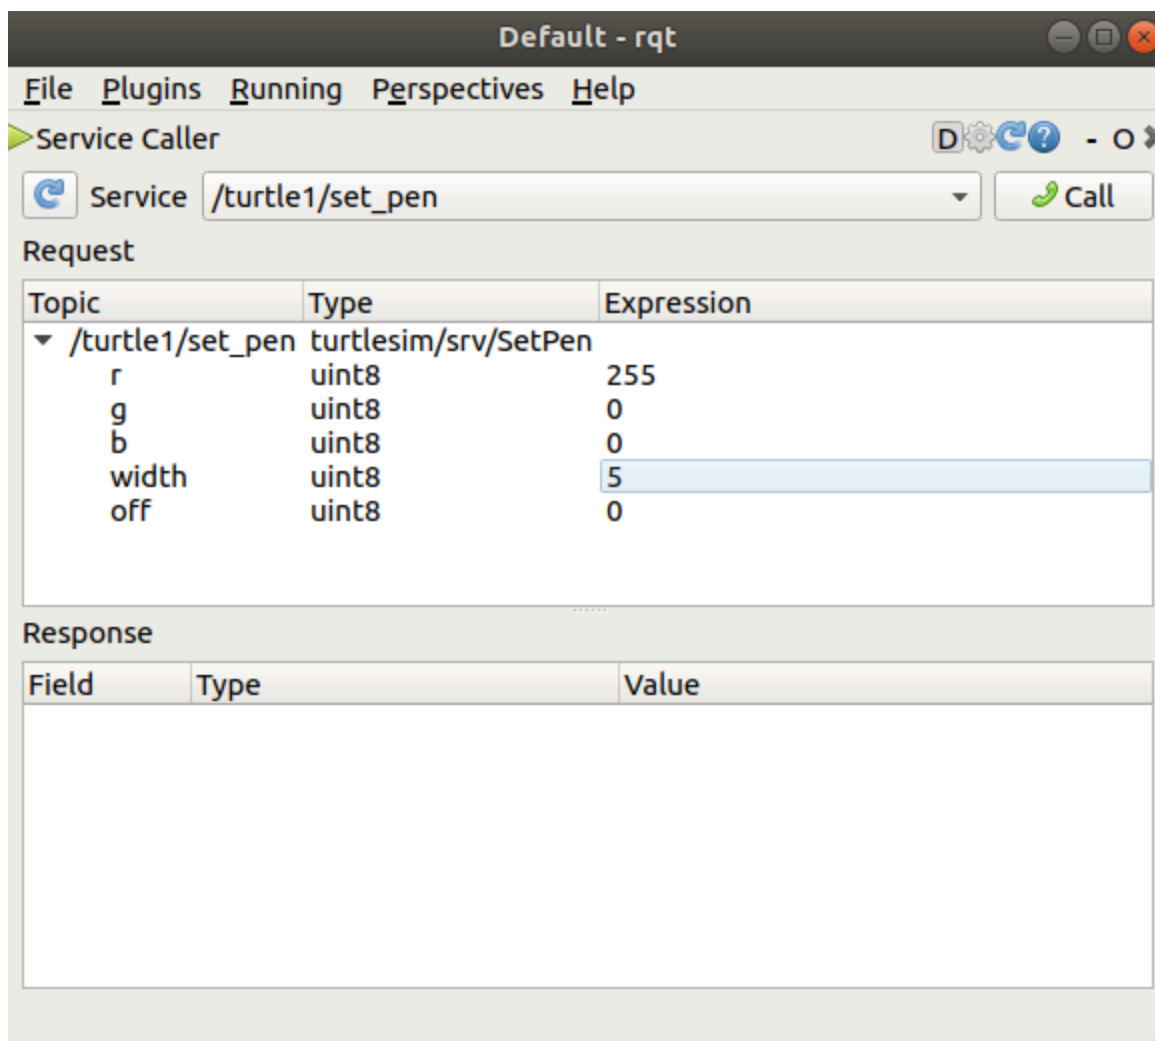 Default - rqt
File Plugins Running Perspectives Help
Service Caller D ? - O
Service /turtle1/set_pen Call
Request
Topic Type Expression
/turtle1/set_pen turtlesim/srv/SetPen
r uint8 255
g uint8 0
b uint8 0
width uint8 5
off uint8 0
Response
Field Type Value